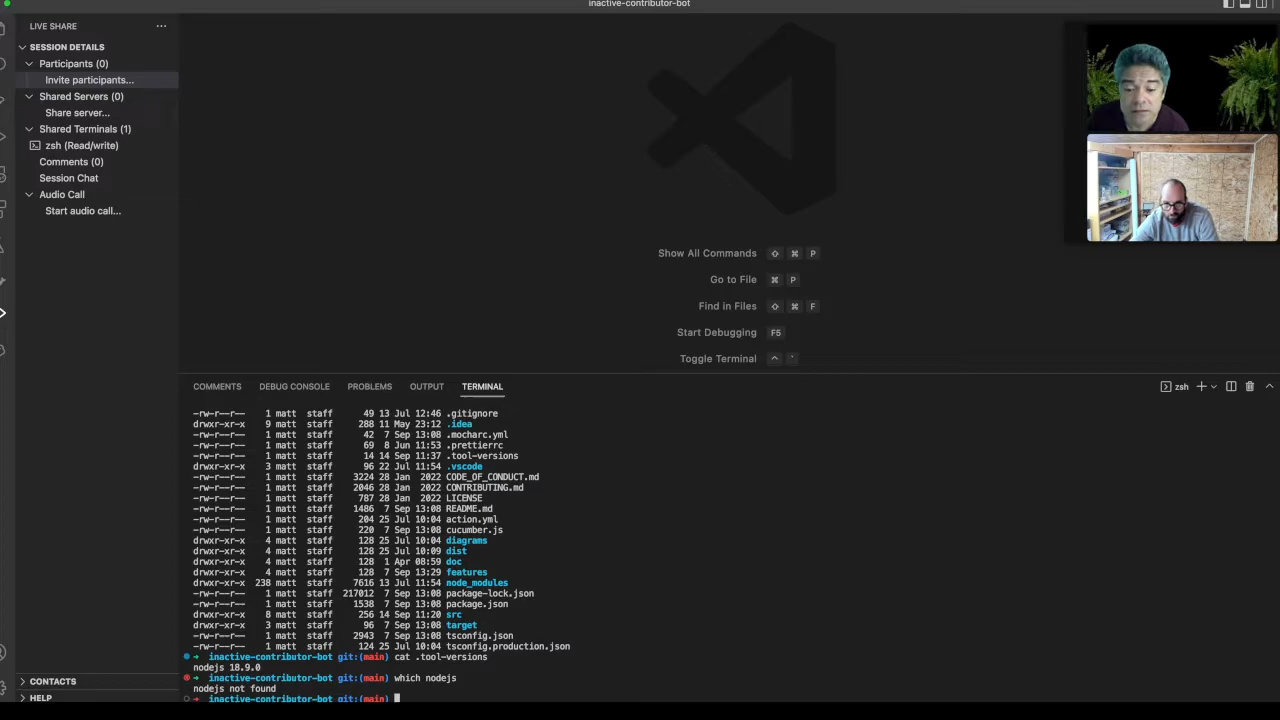 inactive-contributor-bot
LIVE SHARE
SESSION DETAILS
Participants (0)
Invite participants...
Shared Servers (0)
Share server...
Shared Terminals (1)
zsh (Read/write)
Comments (0)
Session Chat
Audio Call
Start audio call...
CONTACTS
HELP
Show All Commands ⇧ ⌘ P
Go to File ⌘ P
Find in Files ⇧ ⌘ F
Start Debugging F5
Toggle Terminal ^ `
COMMENTS DEBUG CONSOLE PROBLEMS OUTPUT TERMINAL zsh
-rw-r--r-- 1 matt staff 49 13 Jul 12:46 .gitignore
drwxr-xr-x 9 matt staff 288 11 May 23:12 .idea
-rw-r--r-- 1 matt staff 42 7 Sep 13:08 .mocharc.yml
-rw-r--r-- 1 matt staff 69 8 Jun 11:53 .prettierrc
-rw-r--r-- 1 matt staff 14 14 Sep 11:37 .tool-versions
drwxr-xr-x 3 matt staff 96 22 Jul 11:54 .vscode
-rw-r--r-- 1 matt staff 3224 28 Jan 2022 CODE_OF_CONDUCT.md
-rw-r--r-- 1 matt staff 2046 28 Jan 2022 CONTRIBUTING.md
-rw-r--r-- 1 matt staff 787 28 Jan 2022 LICENSE
-rw-r--r-- 1 matt staff 1486 7 Sep 13:08 README.md
-rw-r--r-- 1 matt staff 204 25 Jul 10:04 action.yml
-rw-r--r-- 1 matt staff 220 7 Sep 13:08 cucumber.js
drwxr-xr-x 4 matt staff 128 25 Jul 10:04 diagrams
drwxr-xr-x 4 matt staff 128 25 Jul 10:09 dist
drwxr-xr-x 4 matt staff 128 1 Apr 08:59 doc
drwxr-xr-x 4 matt staff 128 7 Sep 13:29 features
drwxr-xr-x 238 matt staff 7616 13 Jul 11:54 node_modules
-rw-r--r-- 1 matt staff 217012 7 Sep 13:08 package-lock.json
-rw-r--r-- 1 matt staff 1538 7 Sep 13:08 package.json
drwxr-xr-x 8 matt staff 256 14 Sep 11:20 src
drwxr-xr-x 3 matt staff 96 7 Sep 13:08 target
-rw-r--r-- 1 matt staff 2943 7 Sep 13:08 tsconfig.json
-rw-r--r-- 1 matt staff 124 25 Jul 10:04 tsconfig.production.json
➜ inactive-contributor-bot git:(main) cat .tool-versions
nodejs 18.9.0
➜ inactive-contributor-bot git:(main) which nodejs
nodejs not found
➜ inactive-contributor-bot git:(main)